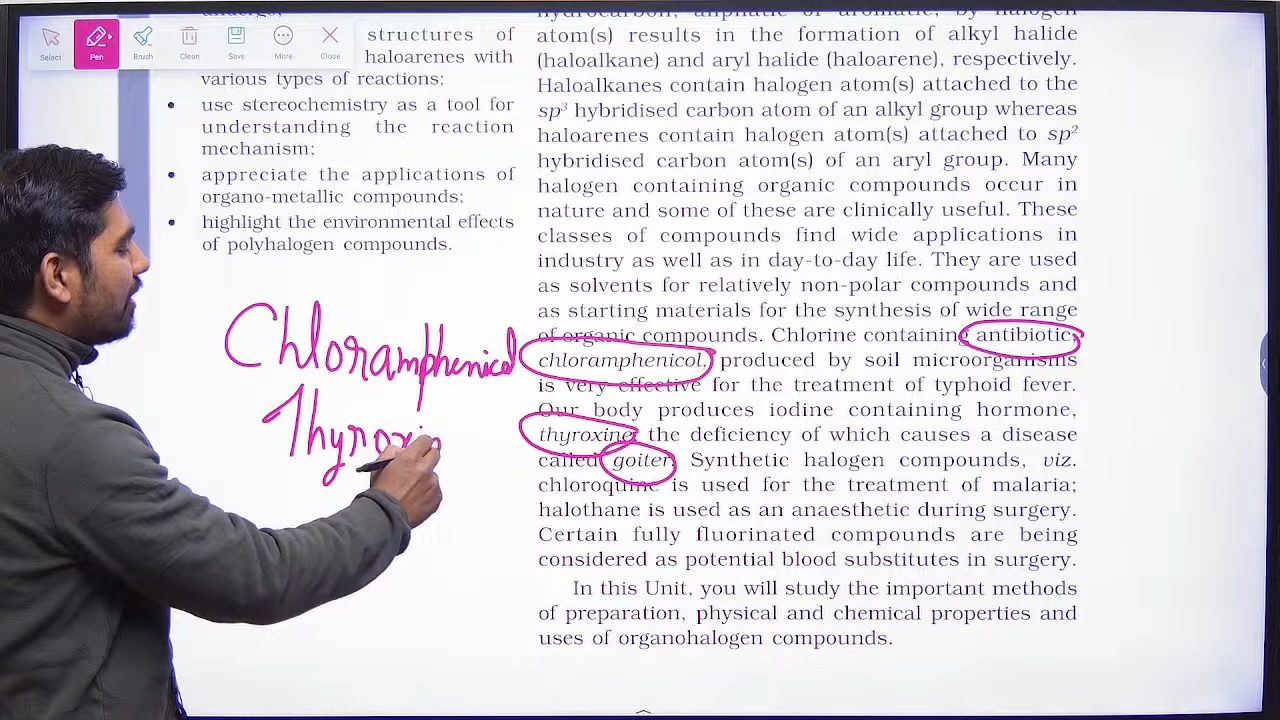 Select
Pen
Brush
Clean
Save
More
Close
structures of
haloarenes with
various types of reactions;
• use stereochemistry as a tool for
understanding the reaction
mechanism;
• appreciate the applications of
organo-metallic compounds;
• highlight the environmental effects
of polyhalogen compounds.
Chloramphenicol
Thyroxin
hydrocarbon, aliphatic or aromatic, by halogen
atom(s) results in the formation of alkyl halide
(haloalkane) and aryl halide (haloarene), respectively.
Haloalkanes contain halogen atom(s) attached to the
sp³ hybridised carbon atom of an alkyl group whereas
haloarenes contain halogen atom(s) attached to sp²
hybridised carbon atom(s) of an aryl group. Many
halogen containing organic compounds occur in
nature and some of these are clinically useful. These
classes of compounds find wide applications in
industry as well as in day-to-day life. They are used
as solvents for relatively non-polar compounds and
as starting materials for the synthesis of wide range
of organic compounds. Chlorine containing antibiotic,
chloramphenicol, produced by soil microorganisms
is very effective for the treatment of typhoid fever.
Our body produces iodine containing hormone,
thyroxine, the deficiency of which causes a disease
called goiter. Synthetic halogen compounds, viz.
chloroquine is used for the treatment of malaria;
halothane is used as an anaesthetic during surgery.
Certain fully fluorinated compounds are being
considered as potential blood substitutes in surgery.
In this Unit, you will study the important methods
of preparation, physical and chemical properties and
uses of organohalogen compounds.